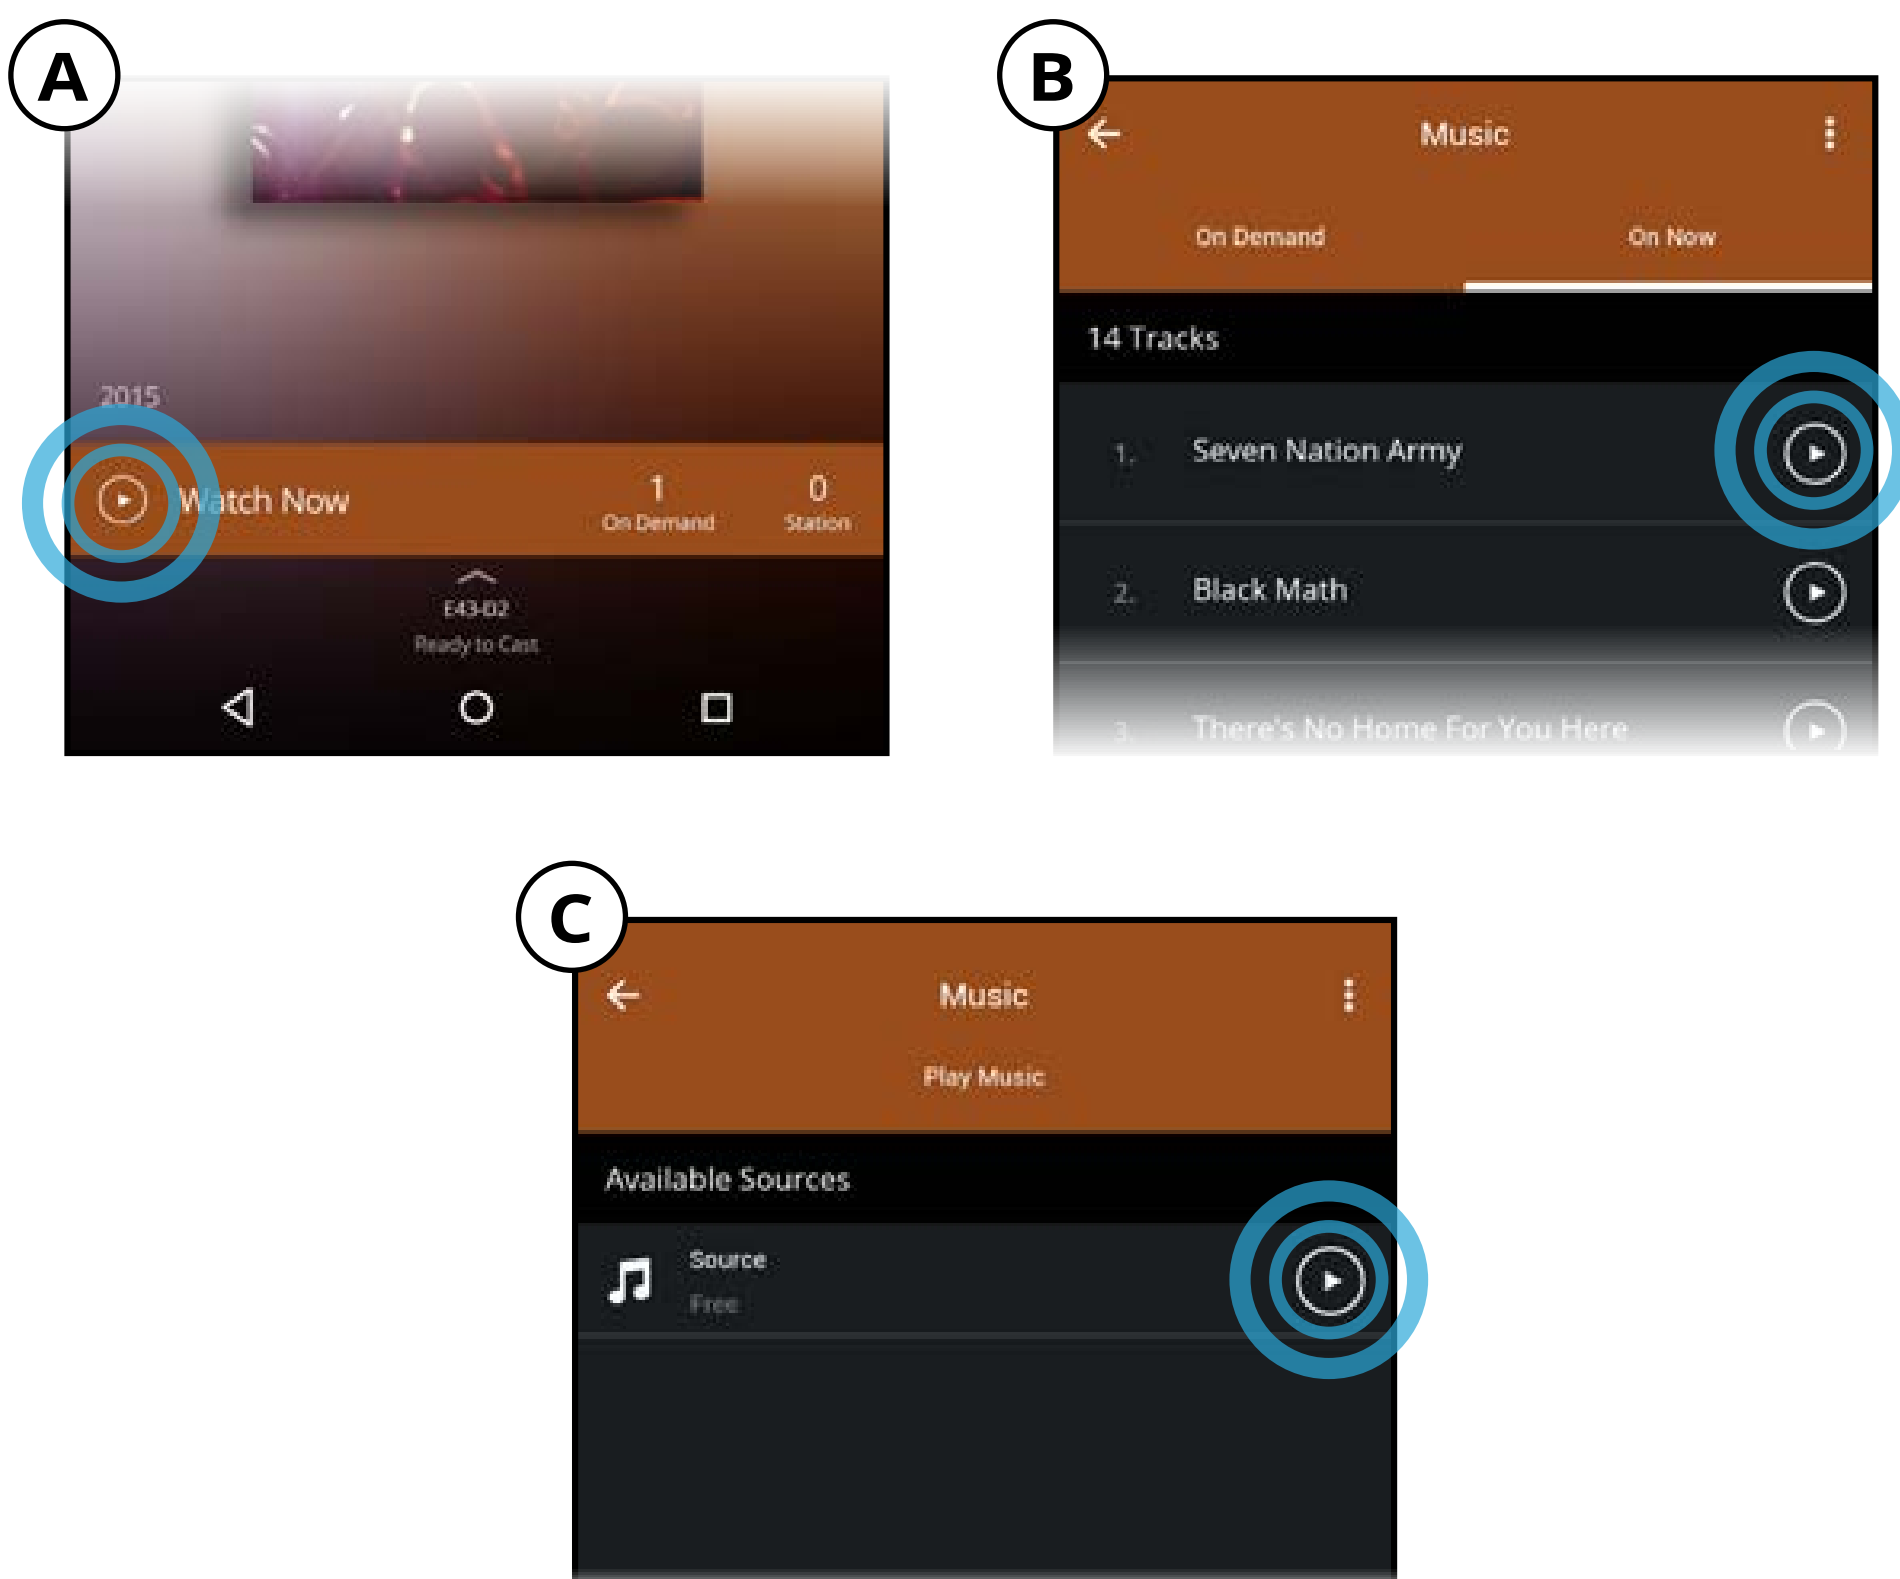 A
2015
Watch Now
1
On Demand
0
Station
E43-D2
Ready to Cast
B
Music
On Demand
On Now
14 Tracks
1. Seven Nation Army
2. Black Math
3. There's No Home For You Here
C
Music
Play Music
Available Sources
Source
Free